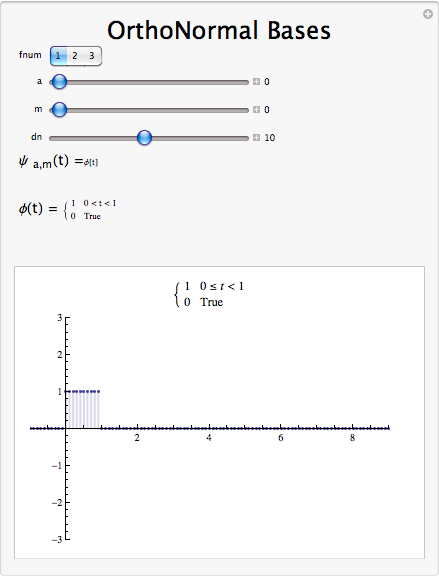 OrthoNormal Bases
fnum 1 2 3
a 0
m 0
dn 10
ψ a,m(t) =ϕ[t]
ϕ(t) = { 1 0 < t < 1
0 True
{ 1 0 ≤ t < 1
0 True
3
2
1
2 4 6 8
−1
−2
−3